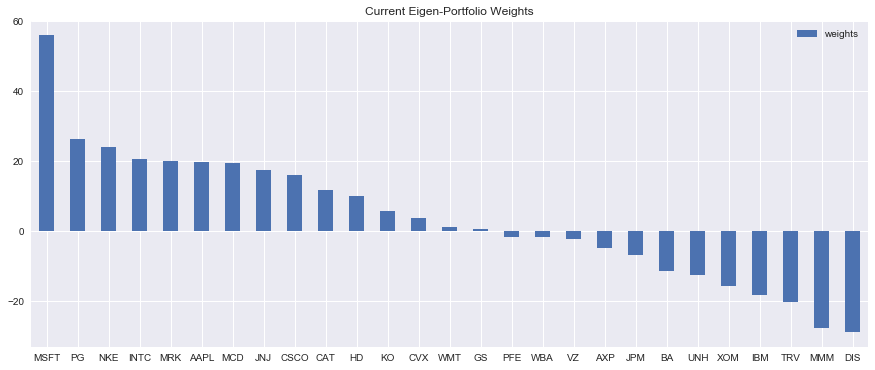 Current Eigen-Portfolio Weights
weights
60
40
20
0
−20
MSFT PG NKE INTC MRK AAPL MCD JNJ CSCO CAT HD KO CVX WMT GS PFE WBA VZ AXP JPM BA UNH XOM IBM TRV MMM DIS